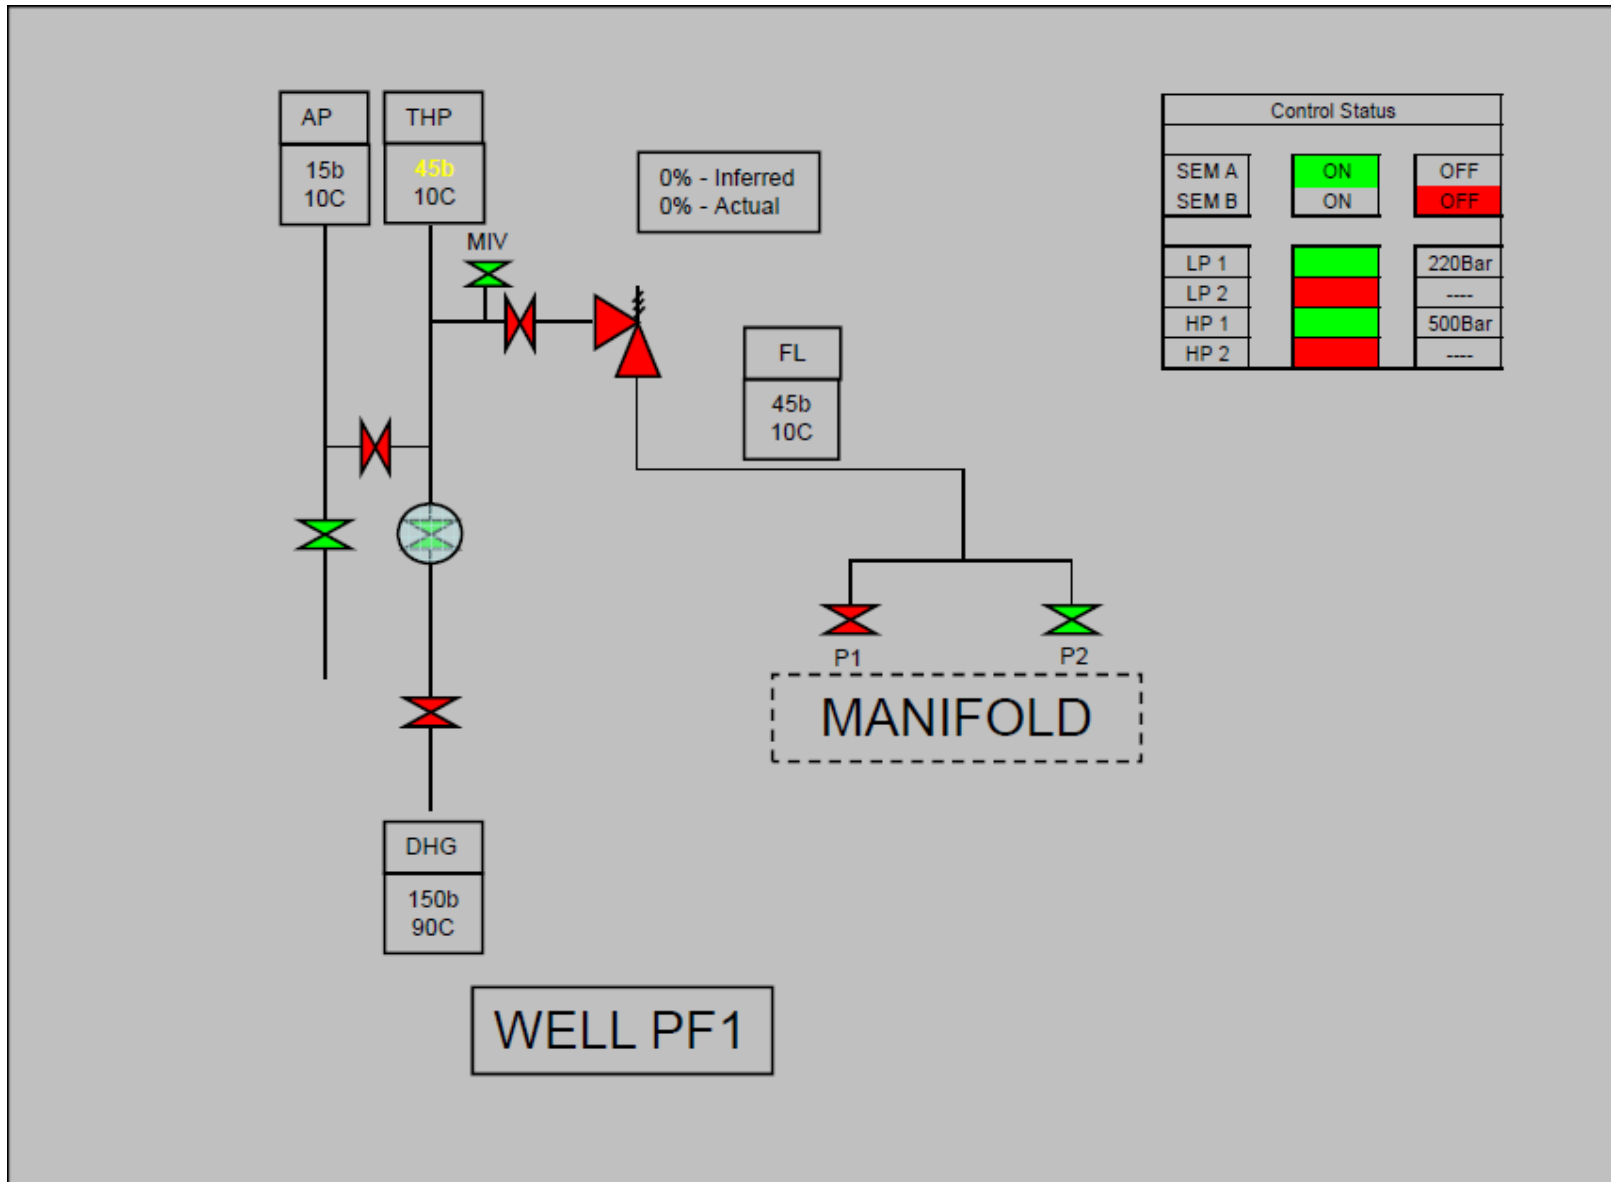 AP
THP
15b
10C
45b
10C
MIV
0% - Inferred
0% - Actual
Control Status
SEM A ON OFF
SEM B ON OFF
LP 1 220Bar
LP 2 ----
HP 1 500Bar
HP 2 ----
FL
45b
10C
P1
P2
MANIFOLD
DHG
150b
90C
WELL PF1